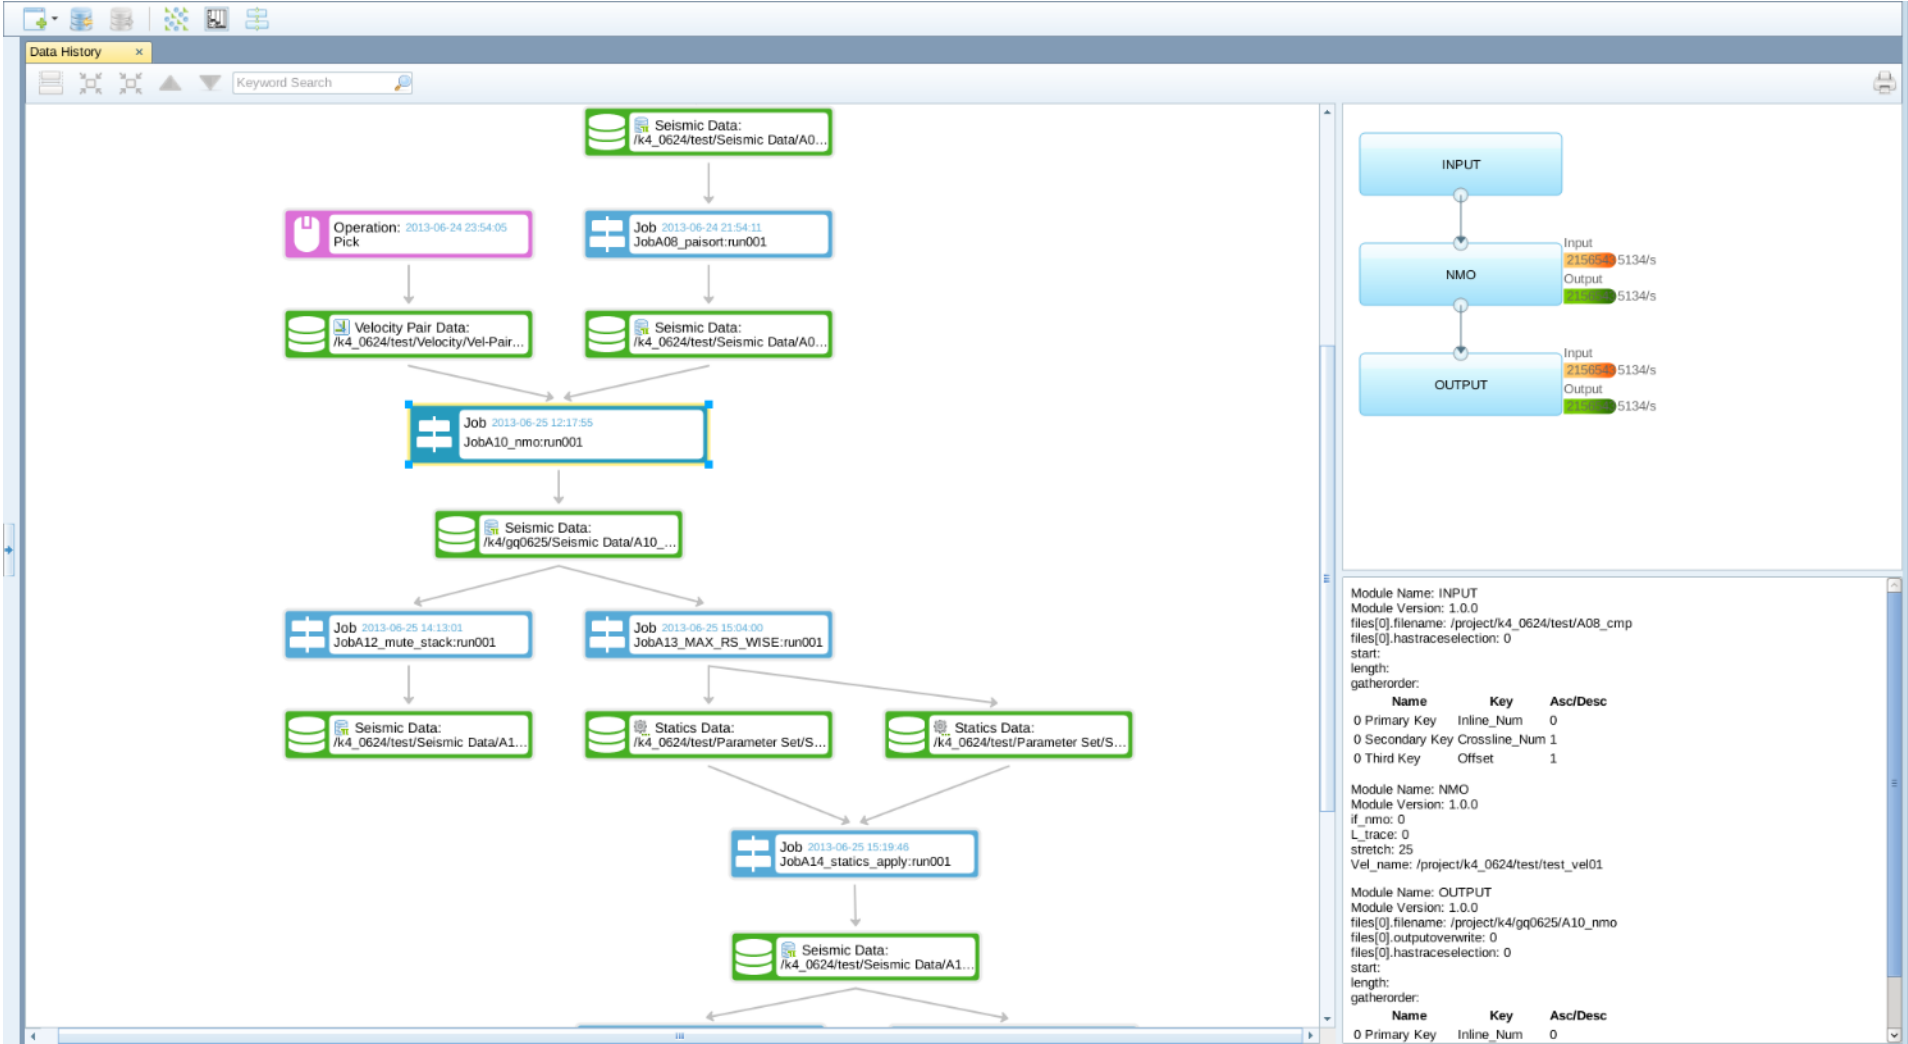 Data History ×
Keyword Search
Seismic Data:
/k4_0624/test/Seismic Data/A0...
Operation: 2013-06-24 23:54:05
Pick
Job 2013-06-24 21:54:11
JobA08_paisort:run001
Velocity Pair Data:
/k4_0624/test/Velocity/Vel-Pair...
Seismic Data:
/k4_0624/test/Seismic Data/A0...
Job 2013-06-25 12:17:55
JobA10_nmo:run001
Seismic Data:
/k4/gq0625/Seismic Data/A10_...
Job 2013-06-25 14:13:01
JobA12_mute_stack:run001
Job 2013-06-25 15:04:00
JobA13_MAX_RS_WISE:run001
Seismic Data:
/k4_0624/test/Seismic Data/A1...
Statics Data:
/k4_0624/test/Parameter Set/S...
Statics Data:
/k4_0624/test/Parameter Set/S...
Job 2013-06-25 15:19:46
JobA14_statics_apply:run001
Seismic Data:
/k4_0624/test/Seismic Data/A1...
INPUT
NMO
Input
2156543 5134/s
Output
5134/s
OUTPUT
Input
2156543 5134/s
Output
5134/s
Module Name: INPUT
Module Version: 1.0.0
files[0].filename: /project/k4_0624/test/A08_cmp
files[0].hastraceselection: 0
start:
length:
gatherorder:
Name Key Asc/Desc
0 Primary Key Inline_Num 0
0 Secondary Key Crossline_Num 1
0 Third Key Offset 1
Module Name: NMO
Module Version: 1.0.0
if_nmo: 0
L_trace: 0
stretch: 25
Vel_name: /project/k4_0624/test/test_vel01
Module Name: OUTPUT
Module Version: 1.0.0
files[0].filename: /project/k4/gq0625/A10_nmo
files[0].outputoverwrite: 0
files[0].hastraceselection: 0
start:
length:
gatherorder:
Name Key Asc/Desc
0 Primary Key Inline_Num 0